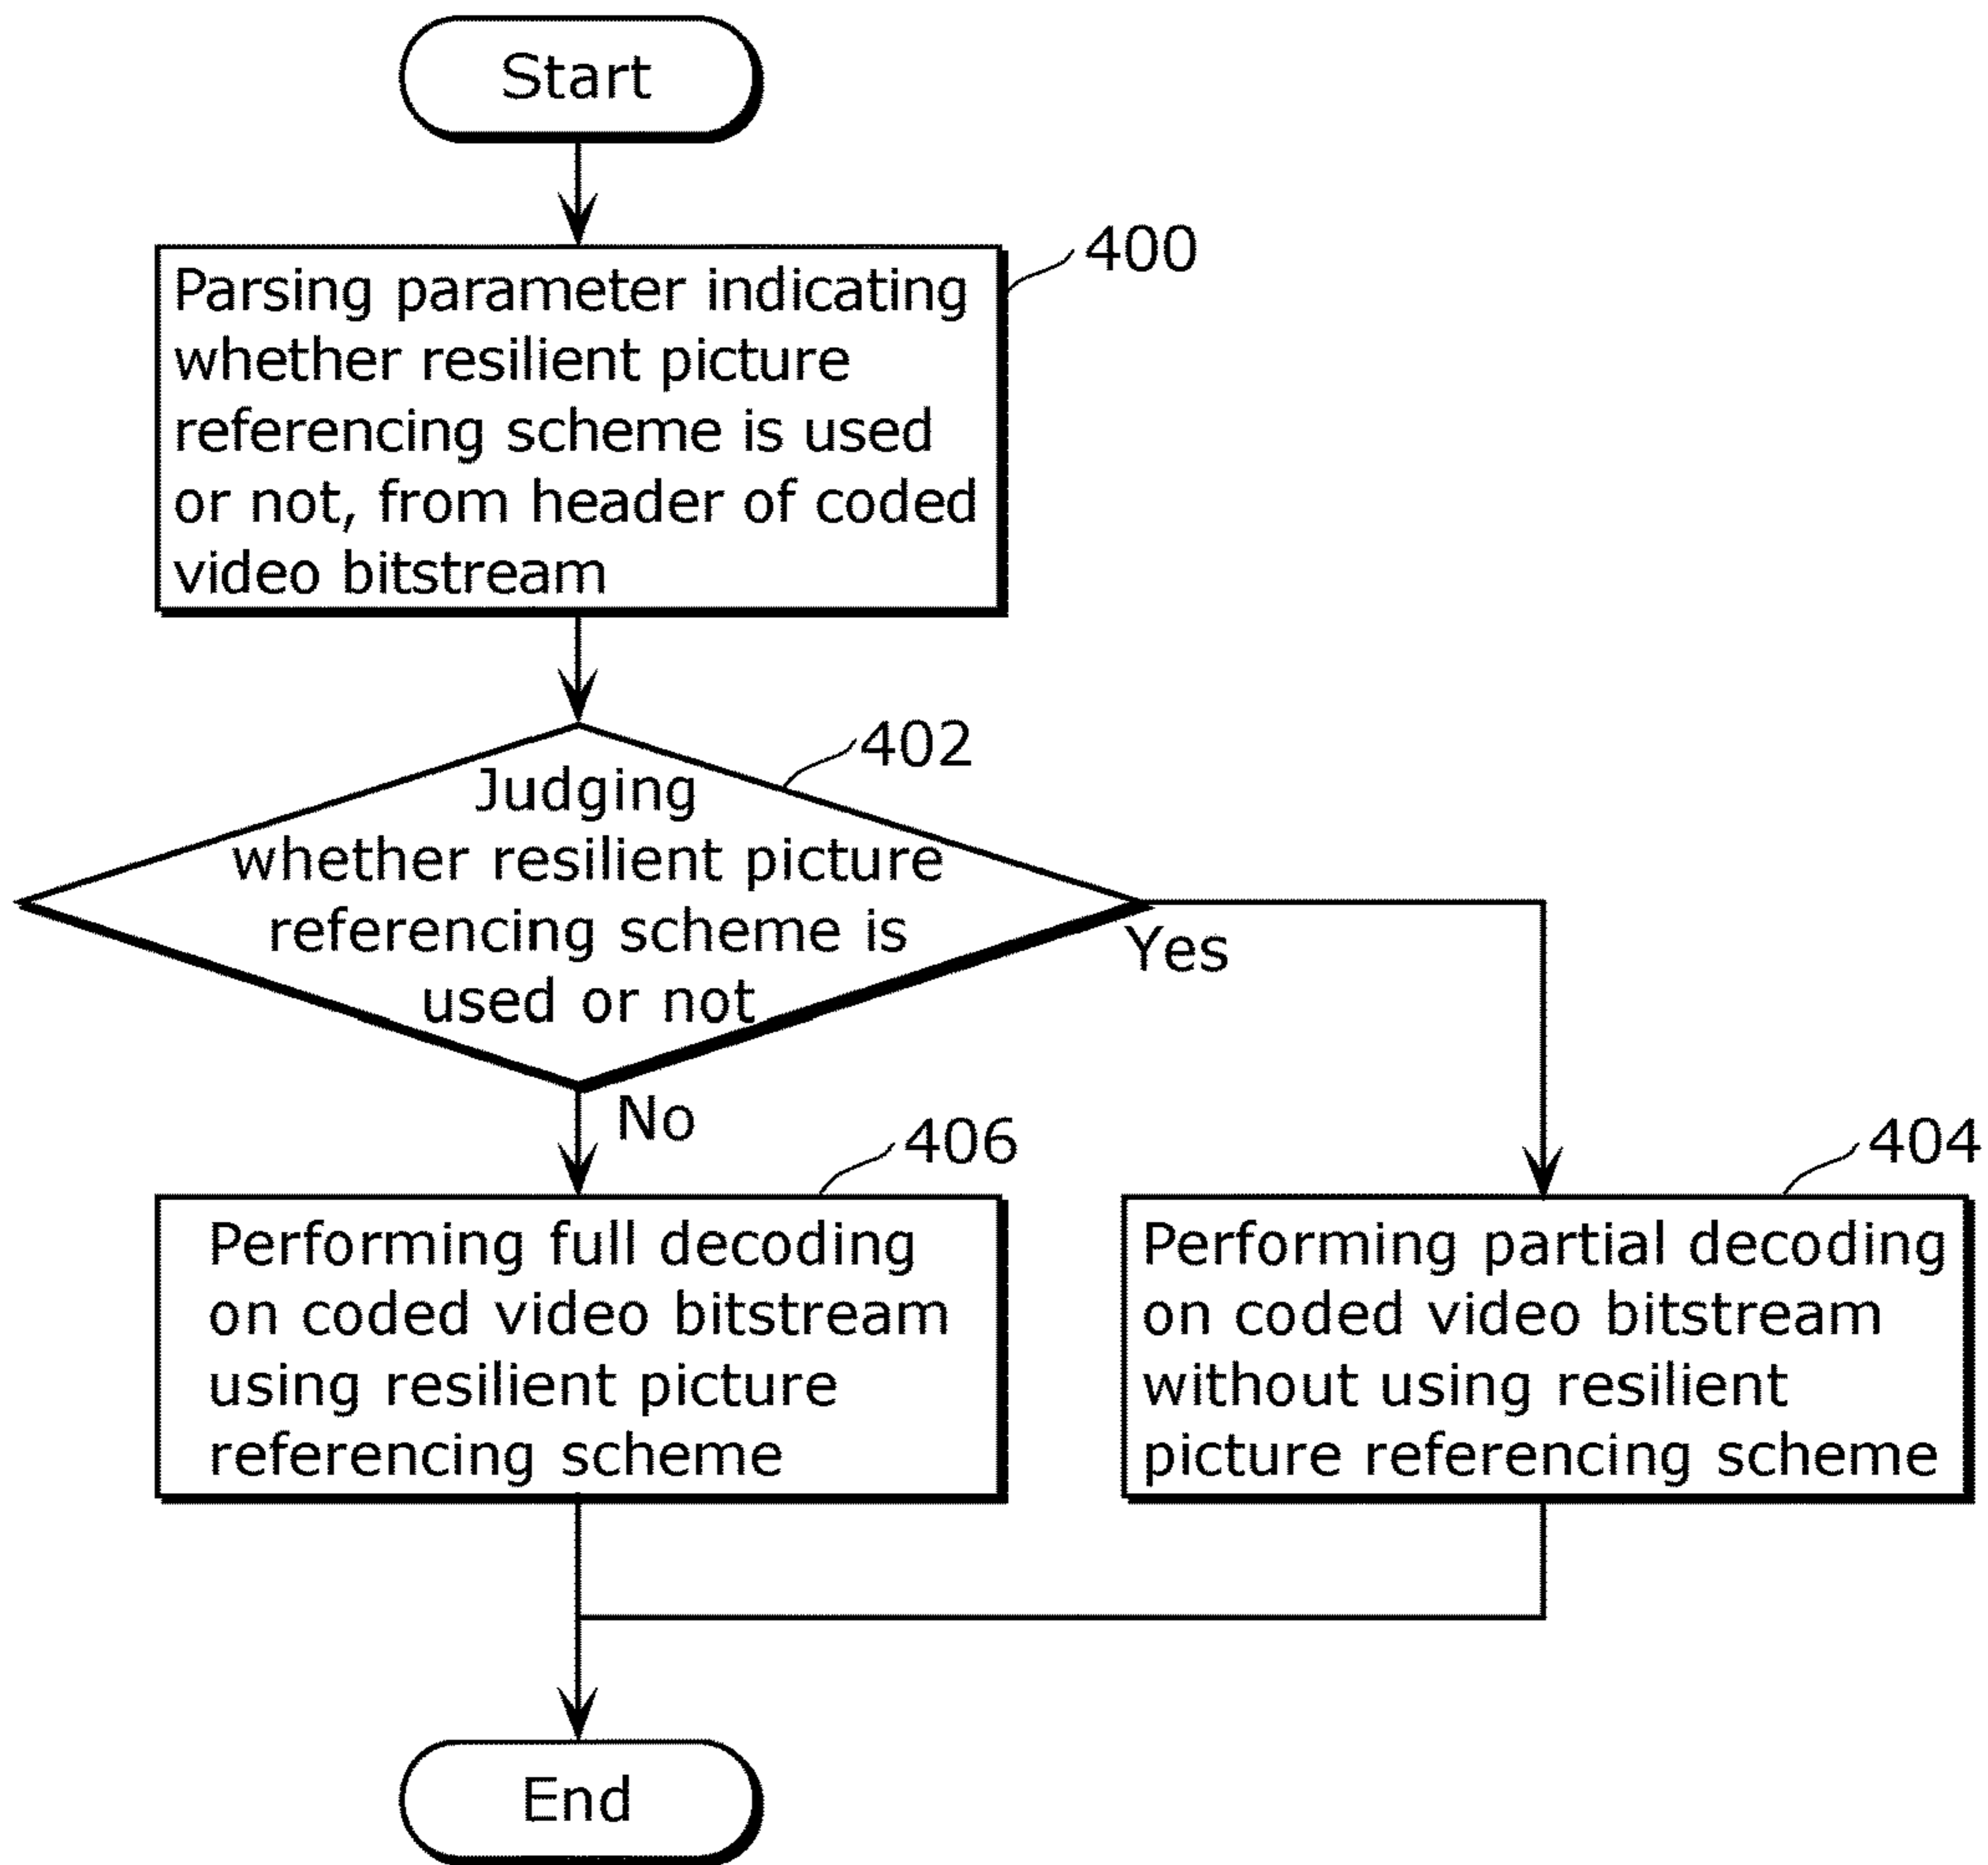 Start
400
Parsing parameter indicating
whether resilient picture
referencing scheme is used
or not, from header of coded
video bitstream
402
Judging
whether resilient picture
referencing scheme is
used or not
Yes
No
406
Performing full decoding
on coded video bitstream
using resilient picture
referencing scheme
404
Performing partial decoding
on coded video bitstream
without using resilient
picture referencing scheme
End